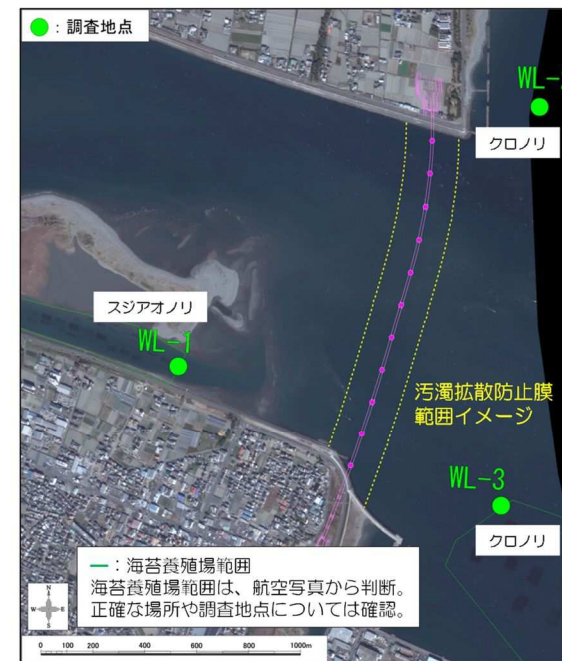 ：調査地点
WL-
クロノリ
スジアオノリ
WL-1
汚濁拡散防止膜
範囲イメージ
WL-3
クロノリ
：海苔養殖場範囲
海苔養殖場範囲は、航空写真から判断。
正確な場所や調査地点については確認。
N
W E
S
0 100 200 400 600 800 1000m